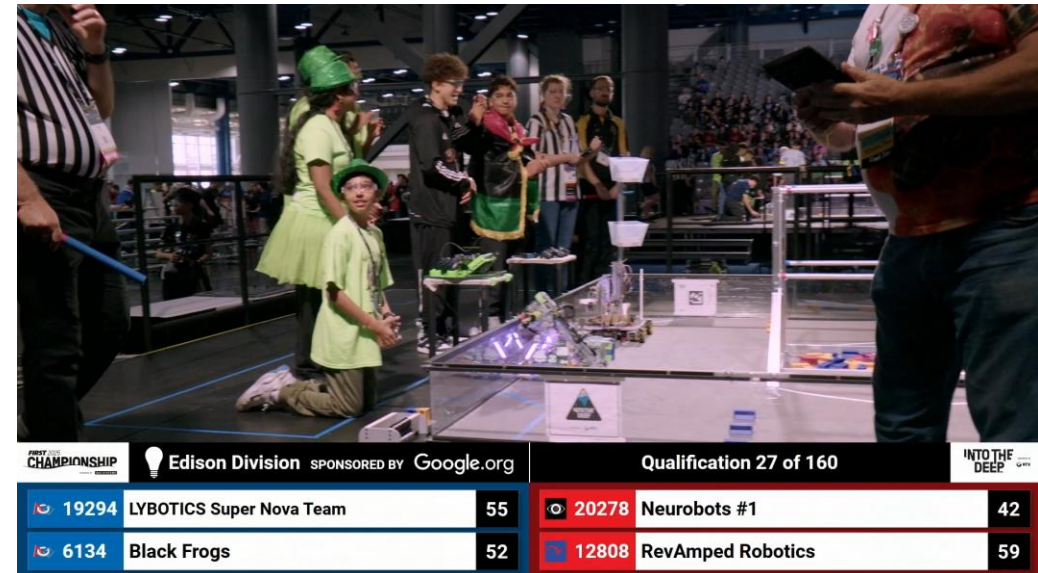 FIRST 2025
CHAMPIONSHIP
Edison Division SPONSORED BY Google.org
Qualification 27 of 160
INTO THE
DEEP
19294 LYBOTICS Super Nova Team 55
20278 Neurobots #1 42
6134 Black Frogs 52
12808 RevAmped Robotics 59